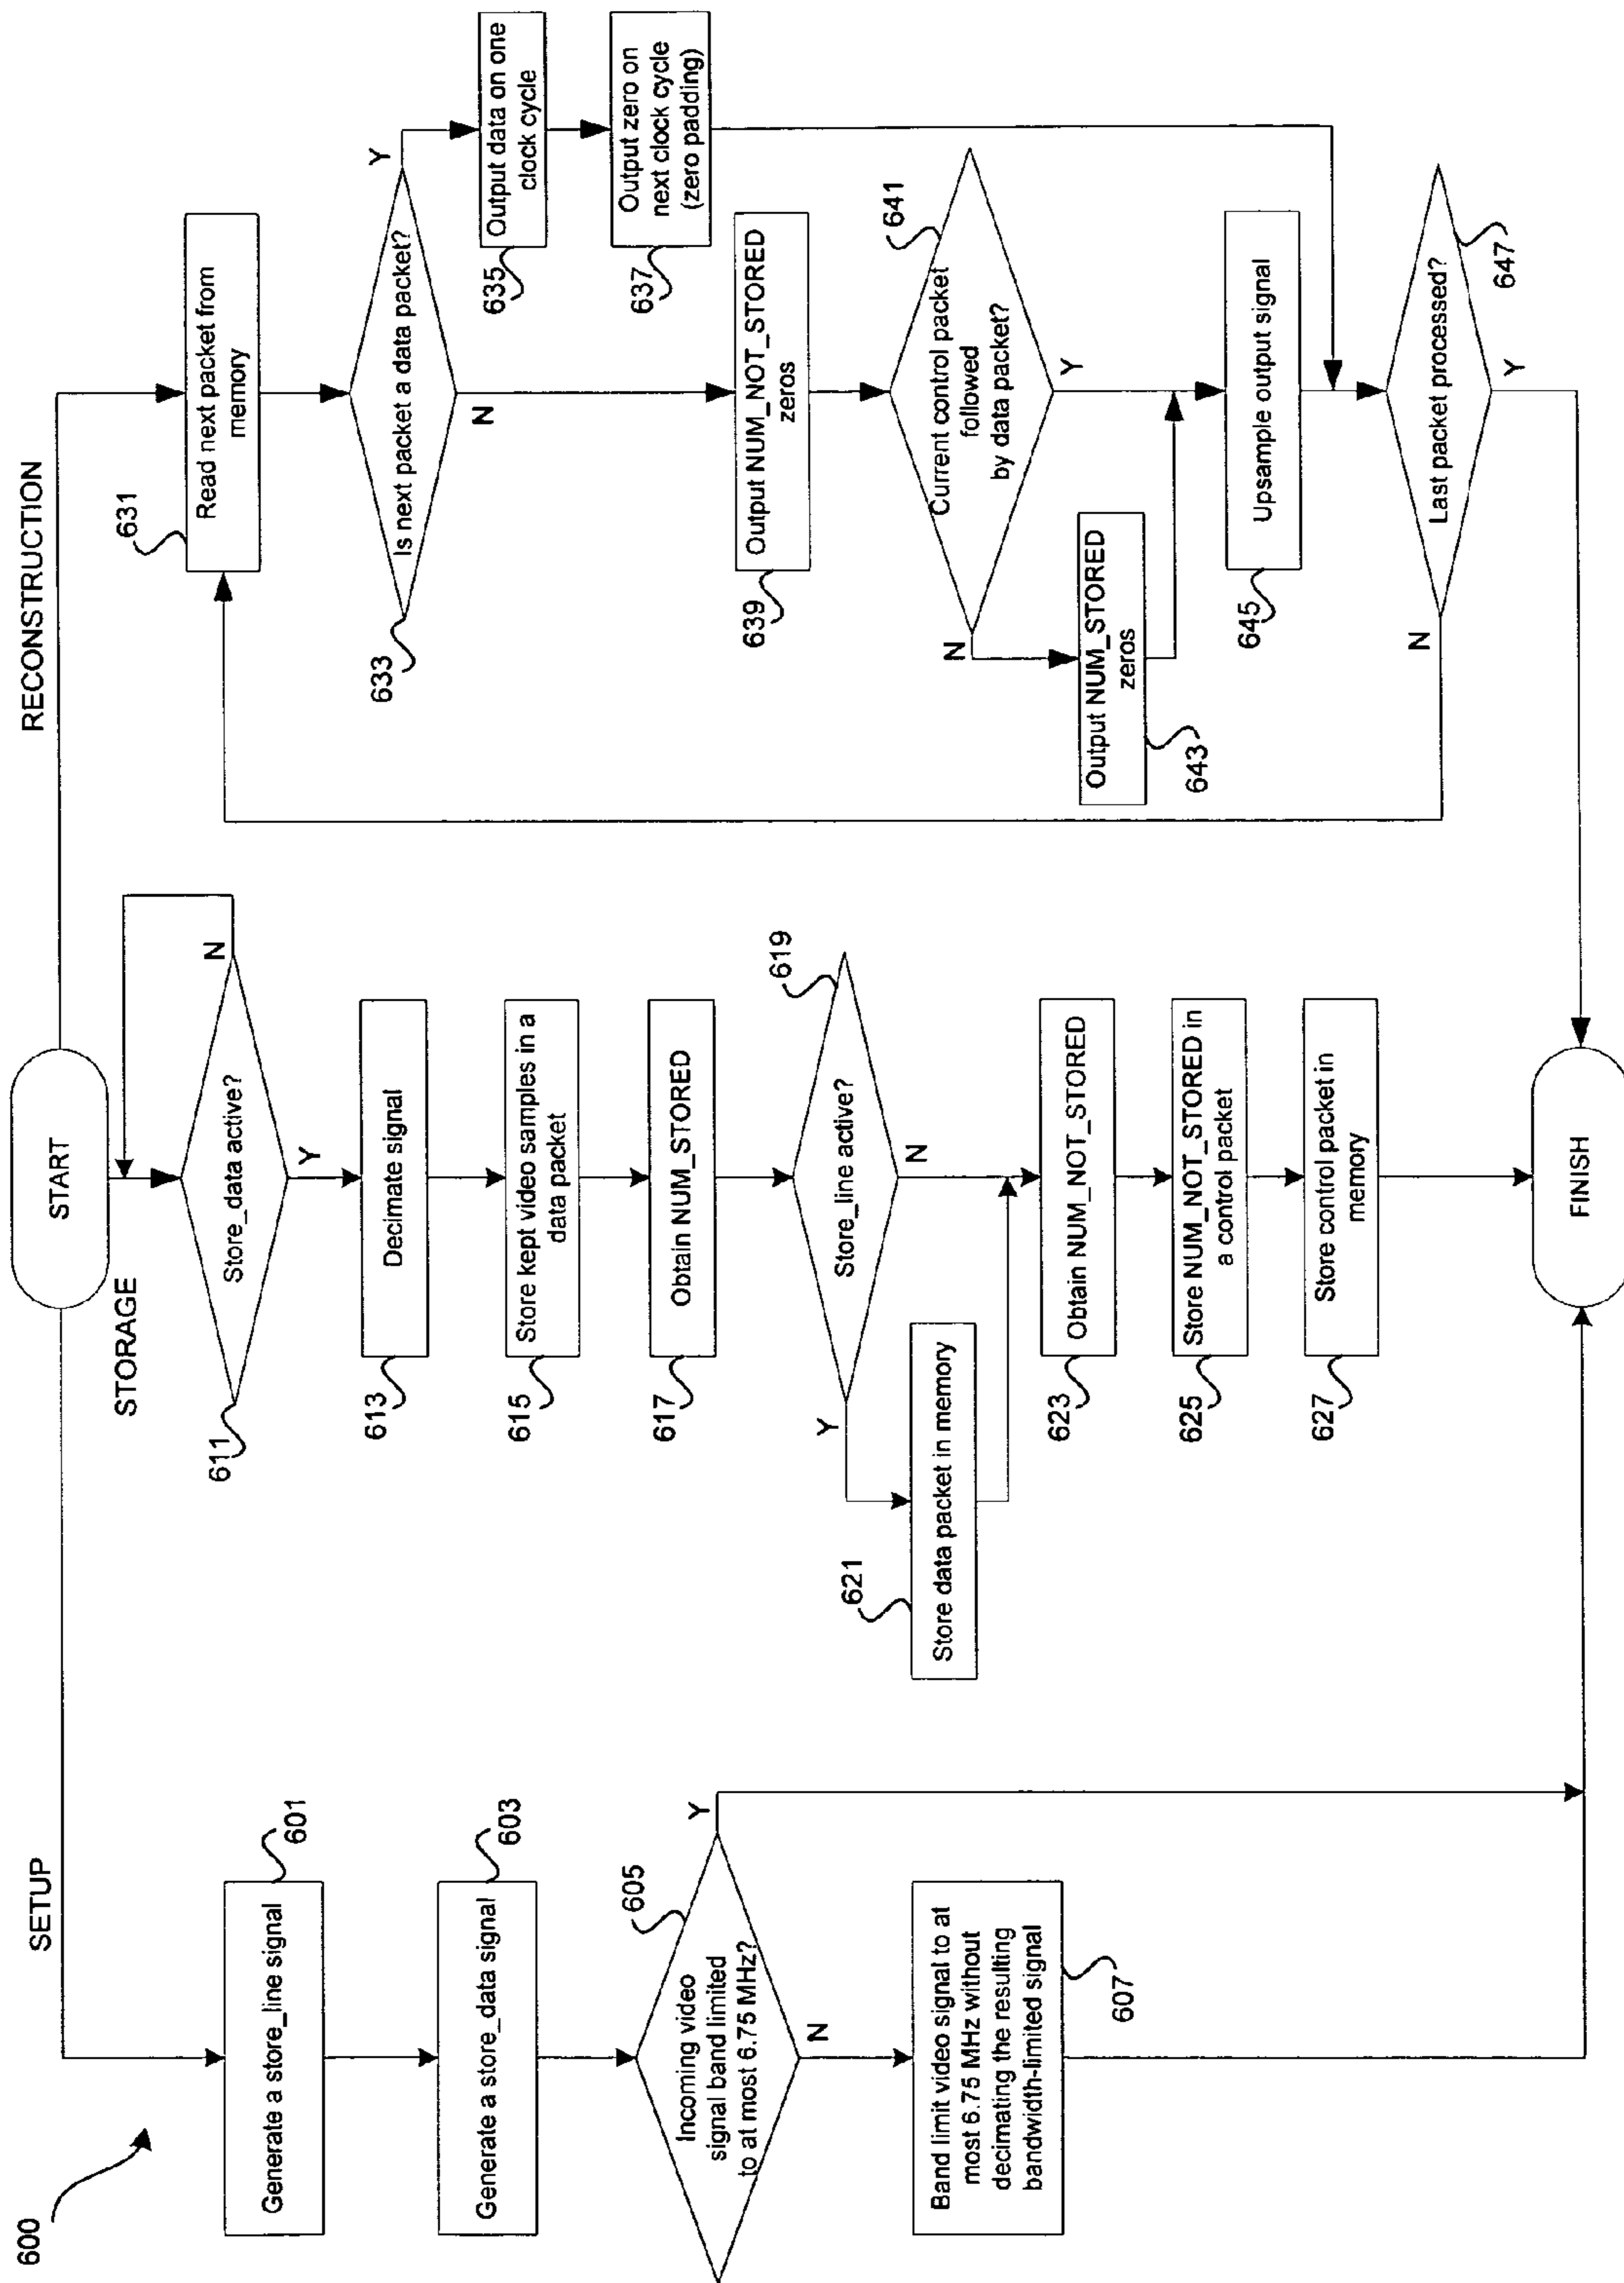 600
START
SETUP
Generate a store_line signal
601
Generate a store_data signal
603
Incoming video
signal band limited
to at most 6.75 MHz?
605
Y
N
Band limit video signal to at
most 6.75 MHz without
decimating the resulting
bandwidth-limited signal
607
STORAGE
Store_data active?
611
N
Y
Decimate signal
613
Store kept video samples in a
data packet
615
Obtain NUM_STORED
617
Store_line active?
619
Y
N
Store data packet in memory
621
Obtain NUM_NOT_STORED
623
Store NUM_NOT_STORED in
a control packet
625
Store control packet in
memory
627
RECONSTRUCTION
Read next packet from
memory
631
Is next packet a data packet?
633
Y
N
Output data on one
clock cycle
635
Output zero on
next clock cycle
(zero padding)
637
Output NUM_NOT_STORED
zeros
639
Current control packet
followed
by data packet?
641
N
Y
Output NUM_STORED
zeros
643
Upsample output signal
645
Last packet processed?
647
N
Y
FINISH